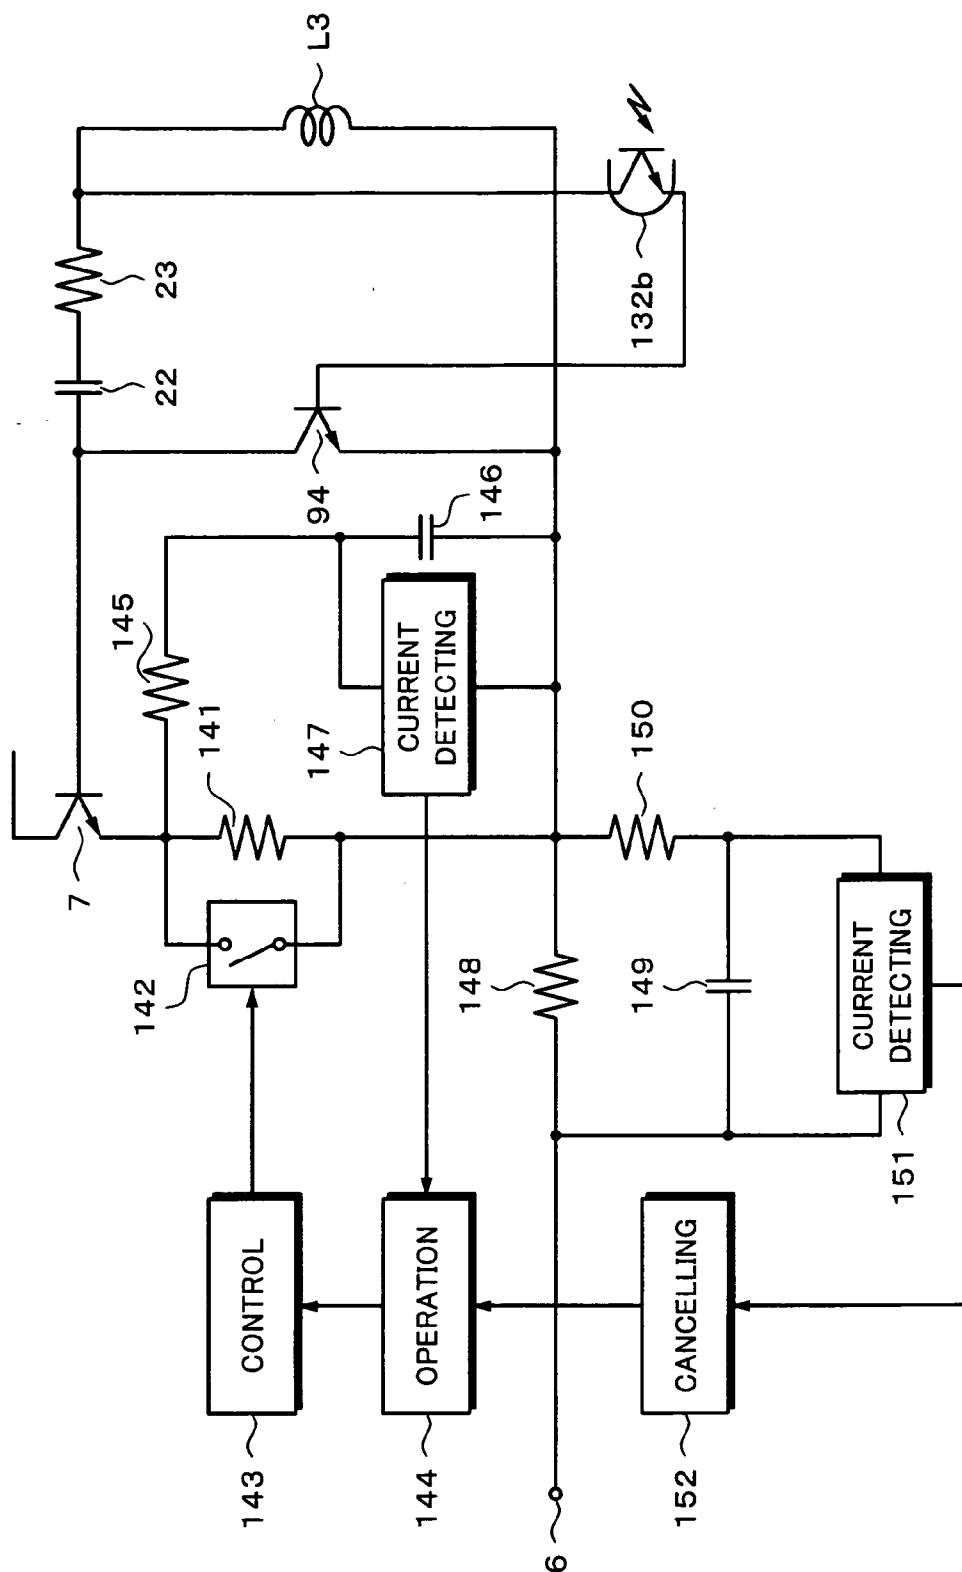 7
145
142
22
23
141
143
CONTROL
94
L3
147
CURRENT
DETECTING
144
OPERATION
148
146
6
149
150
132b
152
CANCELLING
CURRENT
DETECTING
151